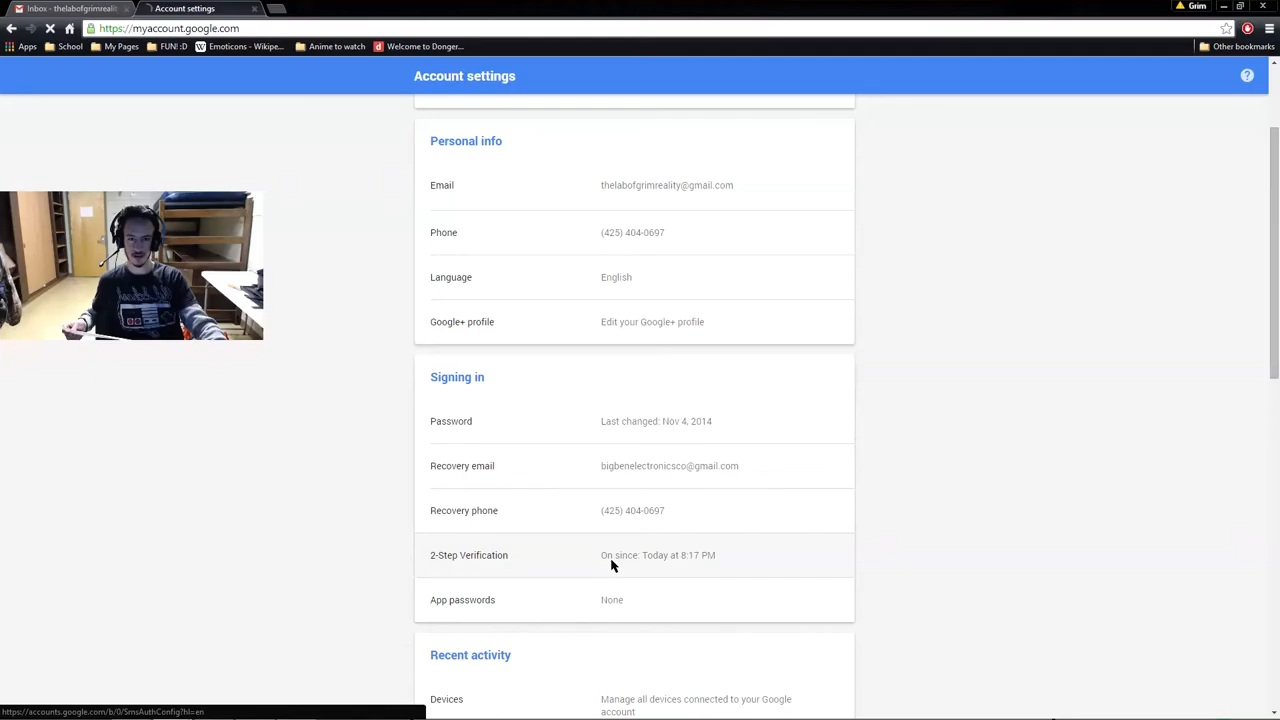 Inbox - thelabofgrimreality
Account settings
Grim
https://myaccount.google.com
Apps
School
My Pages
FUN! :D
Emoticons - Wikipe...
Anime to watch
Welcome to Donger...
Other bookmarks
Account settings
Personal info
Email thelabofgrimreality@gmail.com
Phone (425) 404-0697
Language English
Google+ profile Edit your Google+ profile
Signing in
Password Last changed: Nov 4, 2014
Recovery email bigbenelectronicsco@gmail.com
Recovery phone (425) 404-0697
2-Step Verification On since: Today at 8:17 PM
App passwords None
Recent activity
Devices Manage all devices connected to your Google
account
https://accounts.google.com/b/0/SmsAuthConfig?hl=en